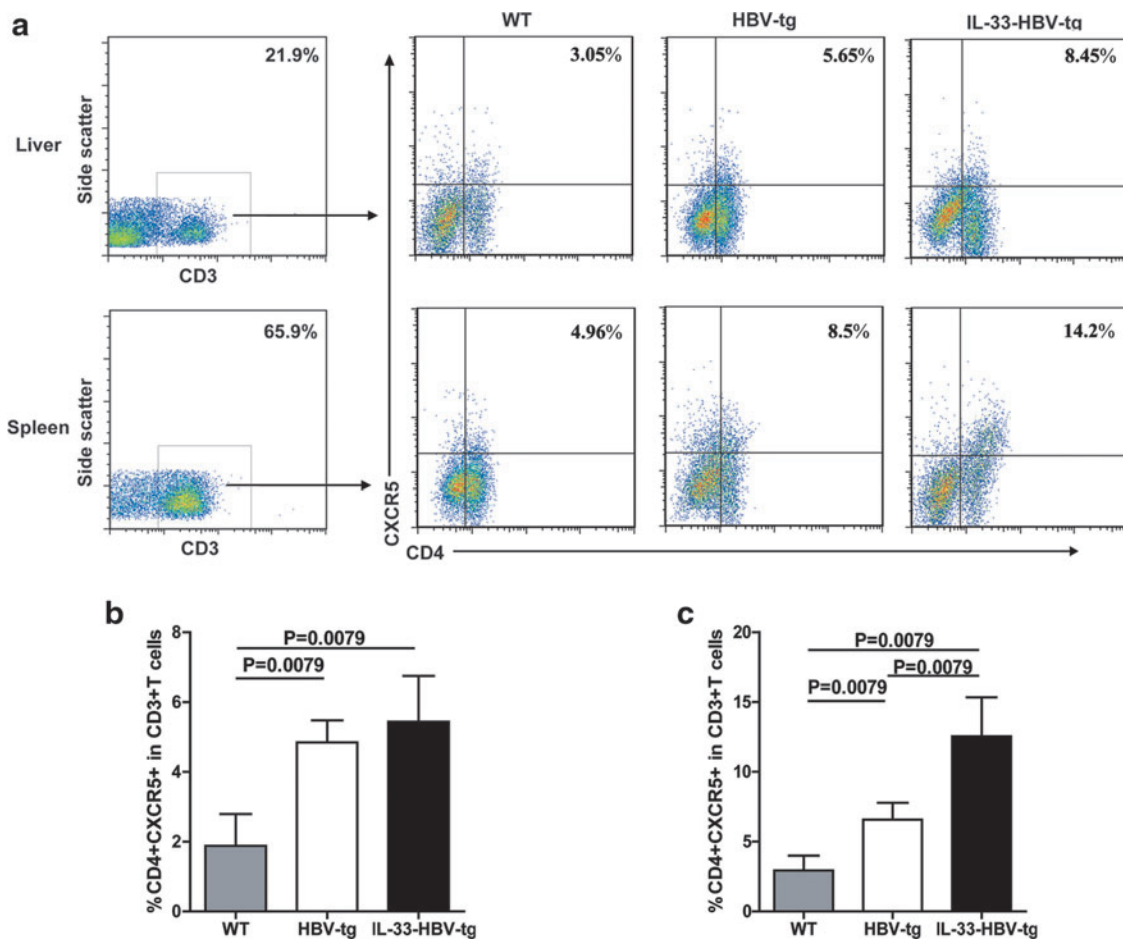 a
WT
HBV-tg
IL-33-HBV-tg
Liver
Side scatter
21.9%
CD3
3.05%
5.65%
8.45%
Spleen
Side scatter
65.9%
CD3
4.96%
8.5%
14.2%
CXCR5
CD4
b
%CD4+CXCR5+ in CD3+T cells
8
6
4
2
0
P=0.0079
P=0.0079
WT
HBV-tg
IL-33-HBV-tg
c
%CD4+CXCR5+ in CD3+T cells
20
15
10
5
0
P=0.0079
P=0.0079
P=0.0079
WT
HBV-tg
IL-33-HBV-tg